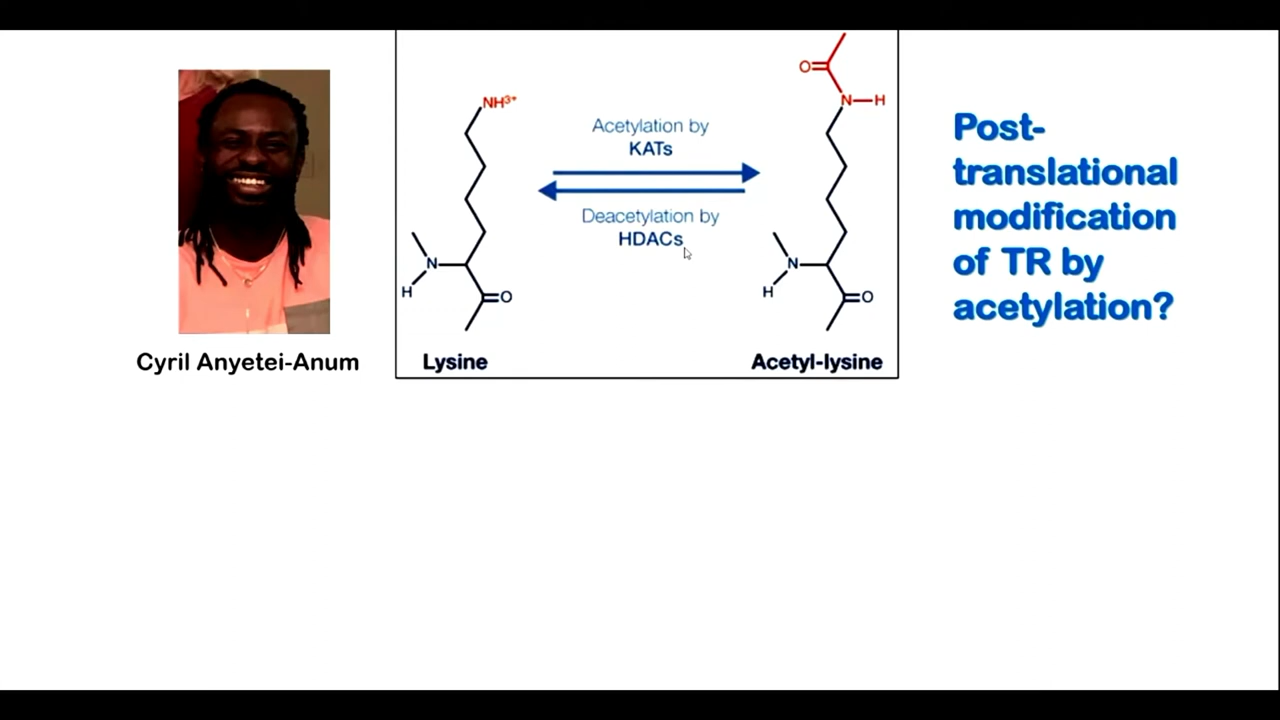 Cyril Anyetei-Anum
NH³⁺
N
H
O
Lysine
Acetylation by
KATs
Deacetylation by
HDACs
O
N-H
N
H
O
Acetyl-lysine
Post-
translational
modification
of TR by
acetylation?